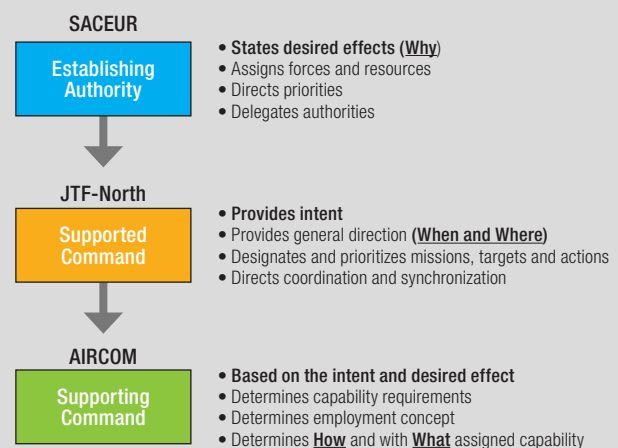 SACEUR
Establishing
Authority
• States desired effects (Why)
• Assigns forces and resources
• Directs priorities
• Delegates authorities
JTF-North
Supported
Command
• Provides intent
• Provides general direction (When and Where)
• Designates and prioritizes missions, targets and actions
• Directs coordination and synchronization
AIRCOM
Supporting
Command
• Based on the intent and desired effect
• Determines capability requirements
• Determines employment concept
• Determines How and with What assigned capability